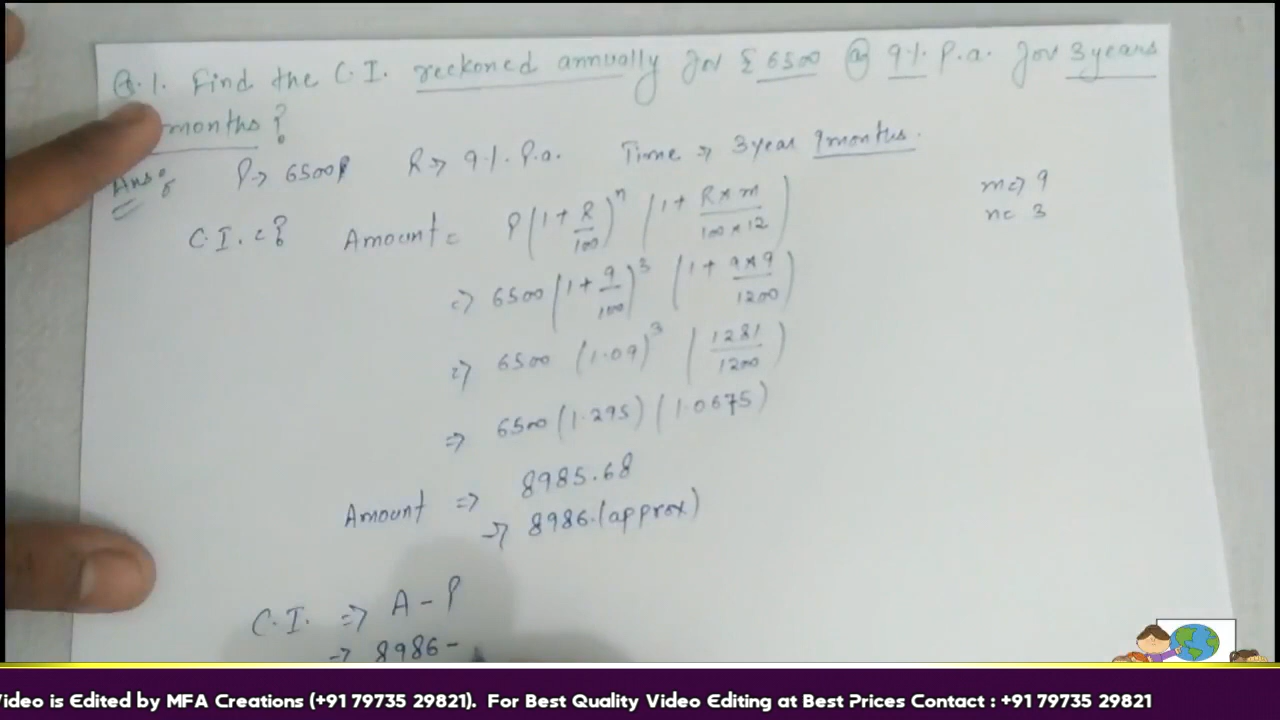 Q.1. Find the C.I. reckoned annually for ₹ 6500 @ 9% P.a. for 3 years
months?
Ans: P→ 6500 R→ 9%. P.a. Time ⇒ 3 year 9 months.
m⇒ 9
n= 3
C.I. = ? Amount = P(1 + R/100)^n (1 + R×m/100×12)
⇒ 6500 (1 + 9/100)^3 (1 + 9×9/1200)
⇒ 6500 (1.09)^3 (1281/1200)
⇒ 6500 (1.295) (1.0675)
Amount ⇒ 8985.68
⇒ 8986.(approx)
C.I. ⇒ A - P
⇒ 8986 -
Video is Edited by MFA Creations (+91 79735 29821). For Best Quality Video Editing at Best Prices Contact : +91 79735 29821